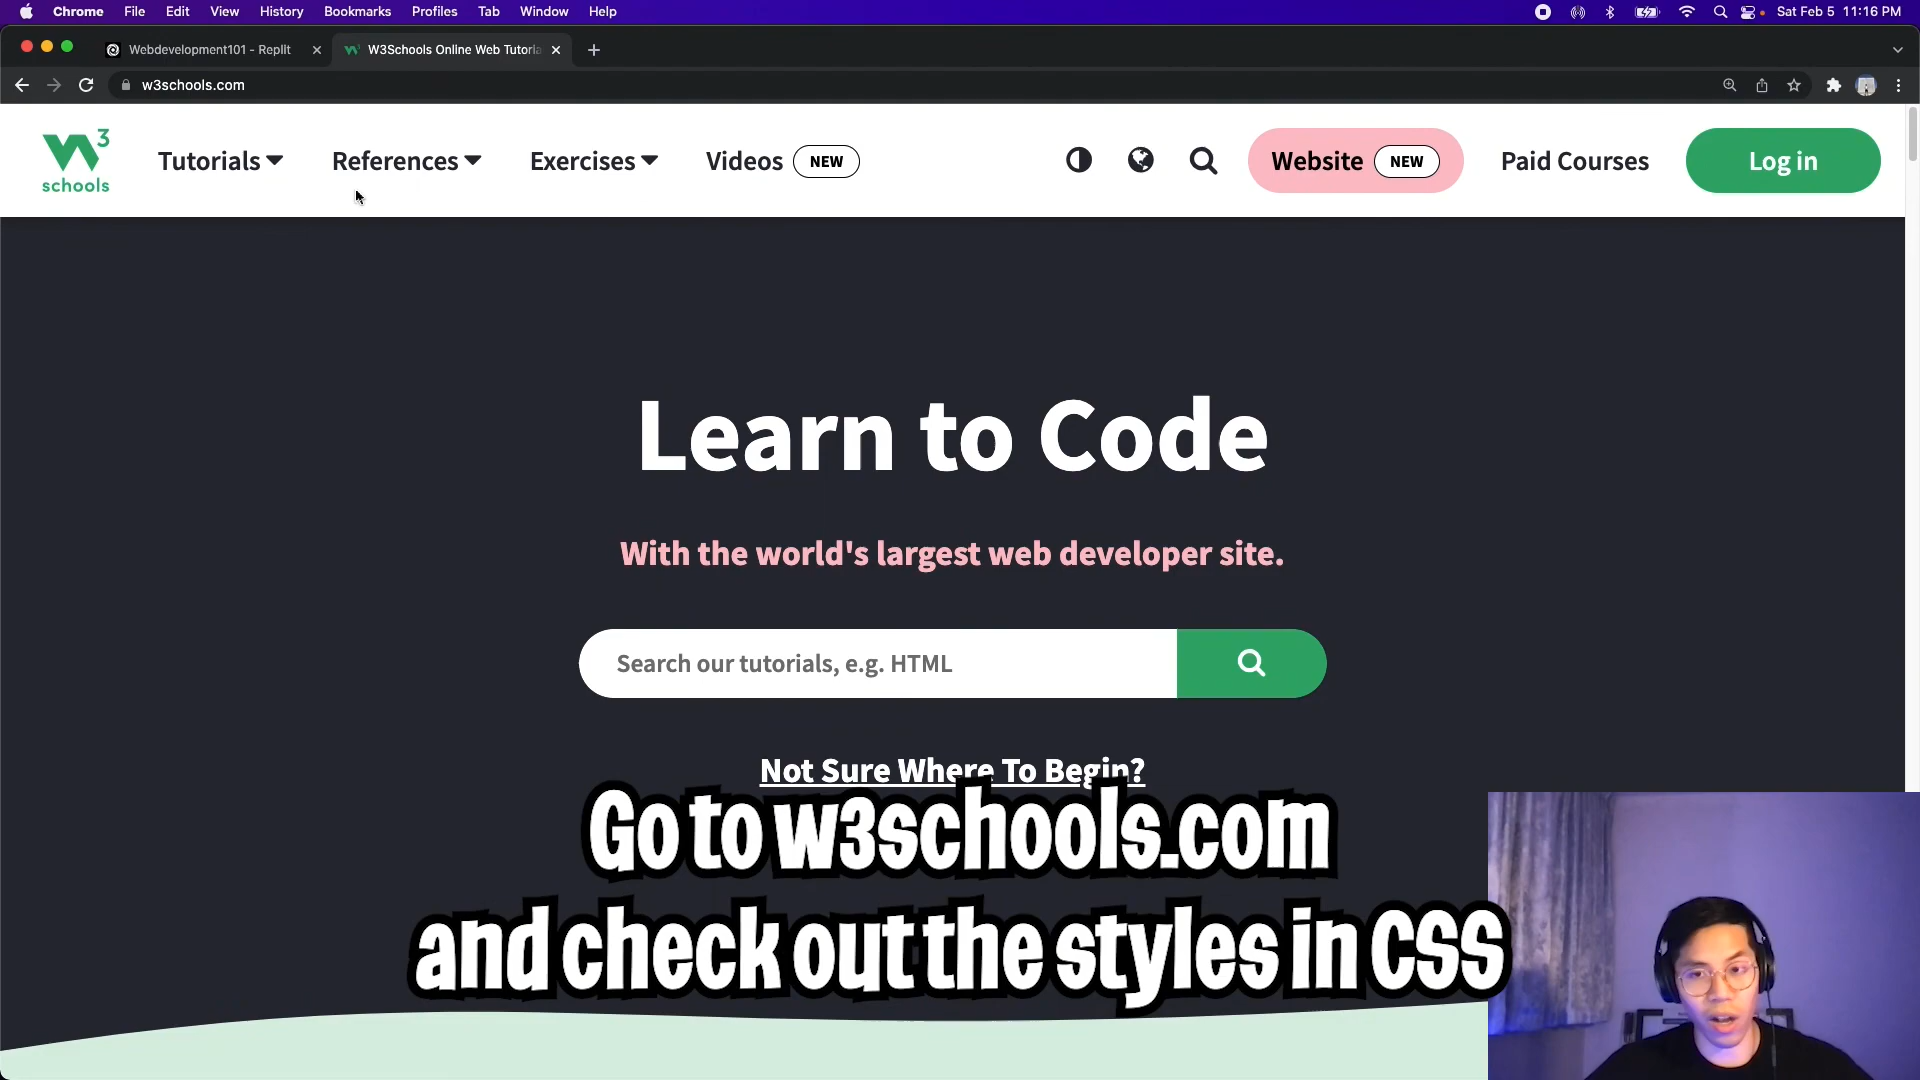 Chrome File Edit View History Bookmarks Profiles Tab Window Help Sat Feb 5 11:16 PM
Webdevelopment101 - Replit W3Schools Online Web Tutoria
w3schools.com
W3 schools Tutorials References Exercises Videos NEW Website NEW Paid Courses Log in
Learn to Code
With the world's largest web developer site.
Search our tutorials, e.g. HTML
Not Sure Where To Begin?
Go to w3schools.com
and check out the styles in CSS